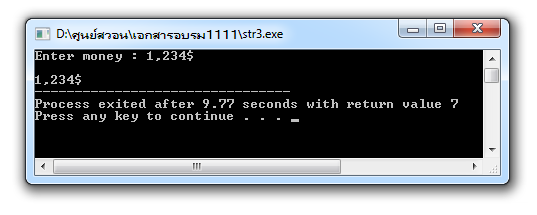 D:\ศูนย์สวอน\เอกสารอบรม1111\str3.exe
Enter money : 1,234$
1,234$
--------------------------------
Process exited after 9.77 seconds with return value 7
Press any key to continue . . .